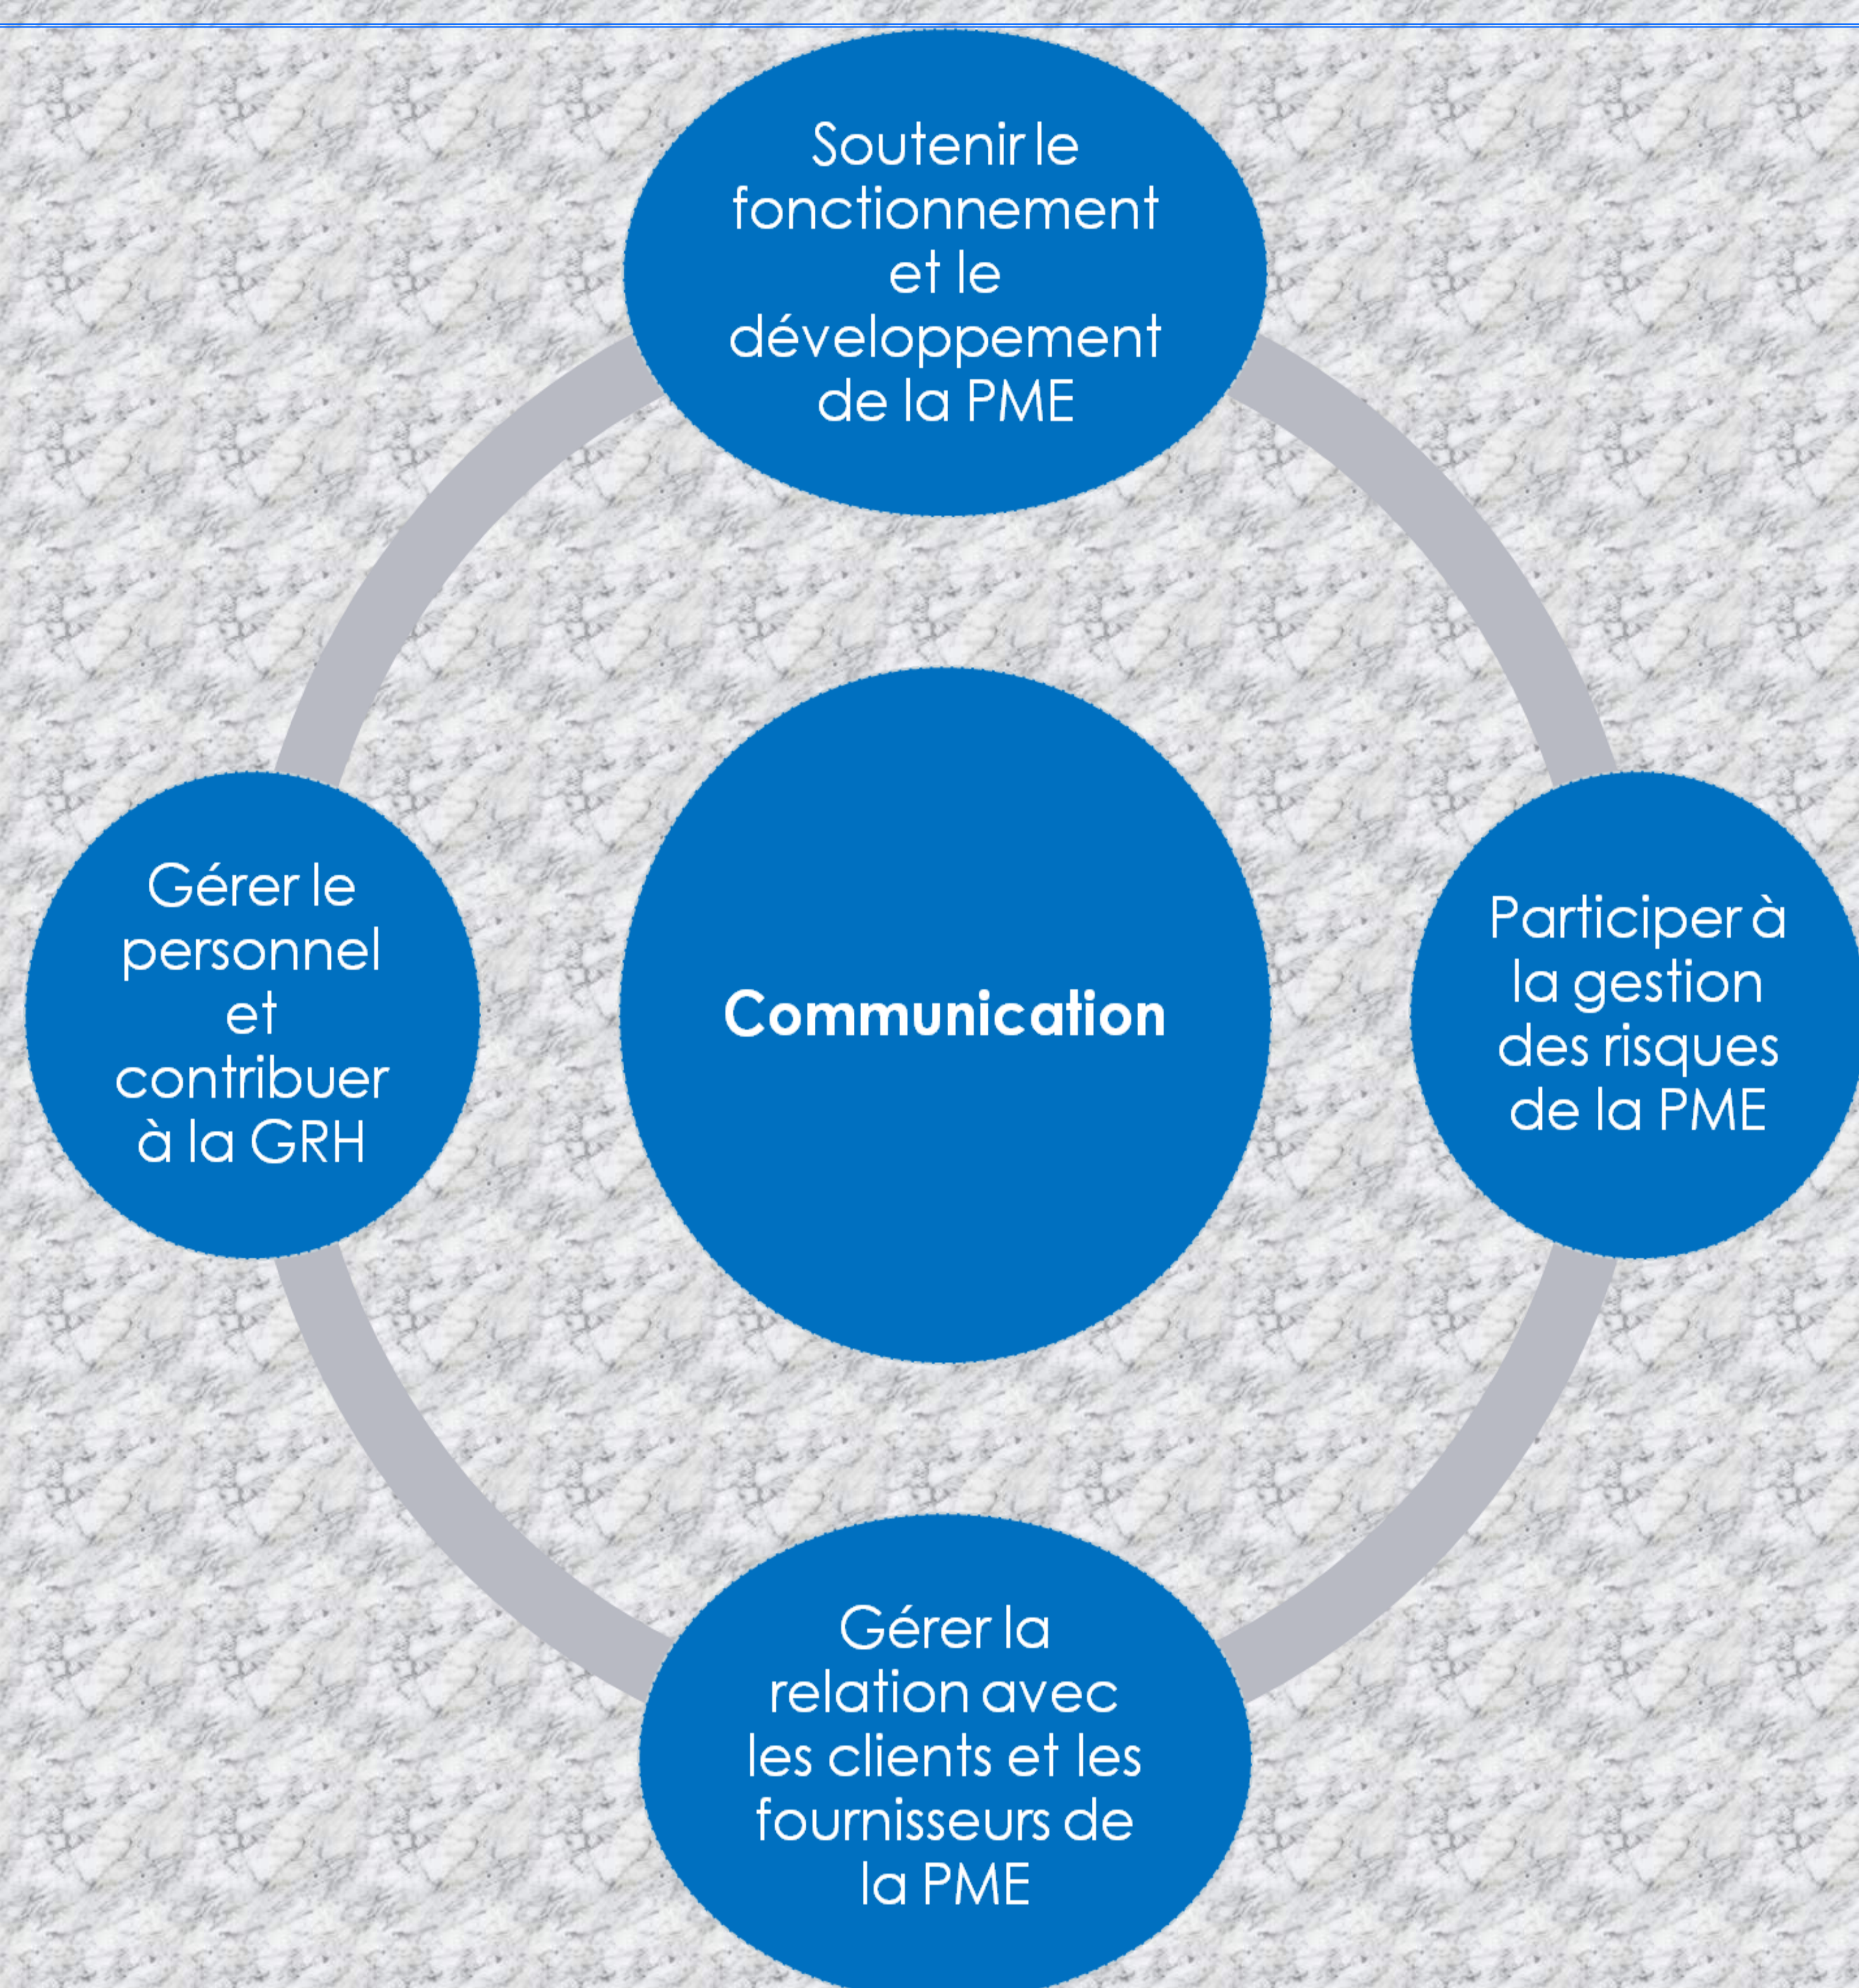 Soutenir le
fonctionnement
et le
développement
de la PME
Gérer le
personnel
et
contribuer
à la GRH
Communication
Participer à
la gestion
des risques
de la PME
Gérer la
relation avec
les clients et les
fournisseurs de
la PME